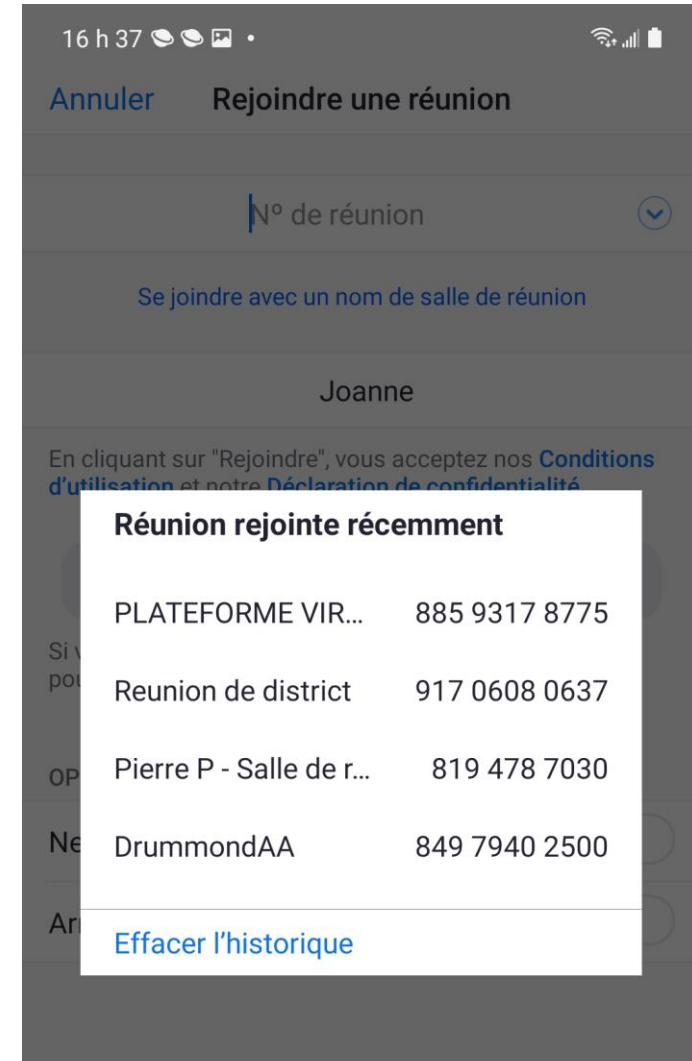 16 h 37
Annuler Rejoindre une réunion
Nº de réunion
Se joindre avec un nom de salle de réunion
Joanne
En cliquant sur "Rejoindre", vous acceptez nos Conditions
d'utilisation et notre Déclaration de confidentialité
Réunion rejointe récemment
PLATEFORME VIR... 885 9317 8775
Si
Reunion de district 917 0608 0637
Pierre P - Salle de r... 819 478 7030
OP
Ne
DrummondAA 849 7940 2500
Effacer l’historique